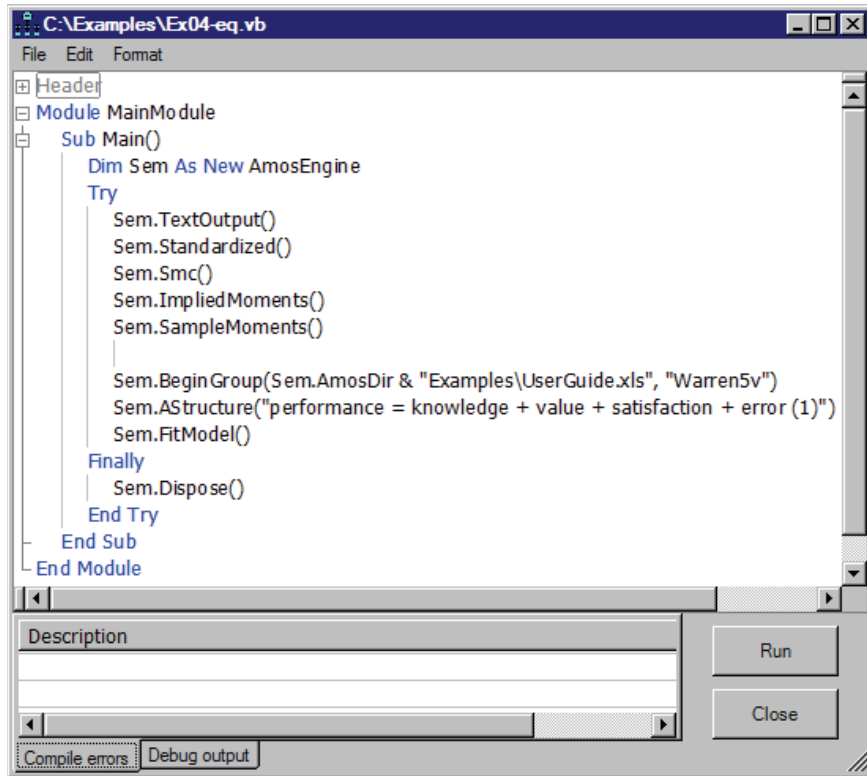 C:\Examples\Ex04-eq.vb
File Edit Format
Header
Module MainModule
Sub Main()
Dim Sem As New AmosEngine
Try
Sem.TextOutput()
Sem.Standardized()
Sem.Smc()
Sem.ImpliedMoments()
Sem.SampleMoments()
Sem.BeginGroup(Sem.AmosDir & "Examples\UserGuide.xls", "Warren5v")
Sem.AStructure("performance = knowledge + value + satisfaction + error (1)")
Sem.FitModel()
Finally
Sem.Dispose()
End Try
End Sub
End Module
Description
Run
Close
Compile errors Debug output